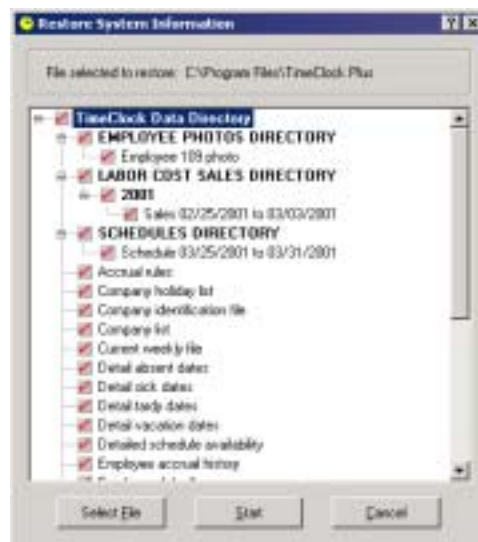 Restore System Information
File selected to restore: C:\Program Files\TimeClock Plus
TimeClock Data Directory
EMPLOYEE PHOTOS DIRECTORY
Employee 109 photo
LABOR COST SALES DIRECTORY
2001
Sales 02/25/2001 to 03/03/2001
SCHEDULES DIRECTORY
Schedule 03/25/2001 to 03/31/2001
Accrual rules
Company holiday list
Company identification file
Company list
Current weekly file
Detail absent dates
Detail sick dates
Detail tardy dates
Detail vacation dates
Detailed schedule availability
Employee accrual history
Select File
Start
Cancel